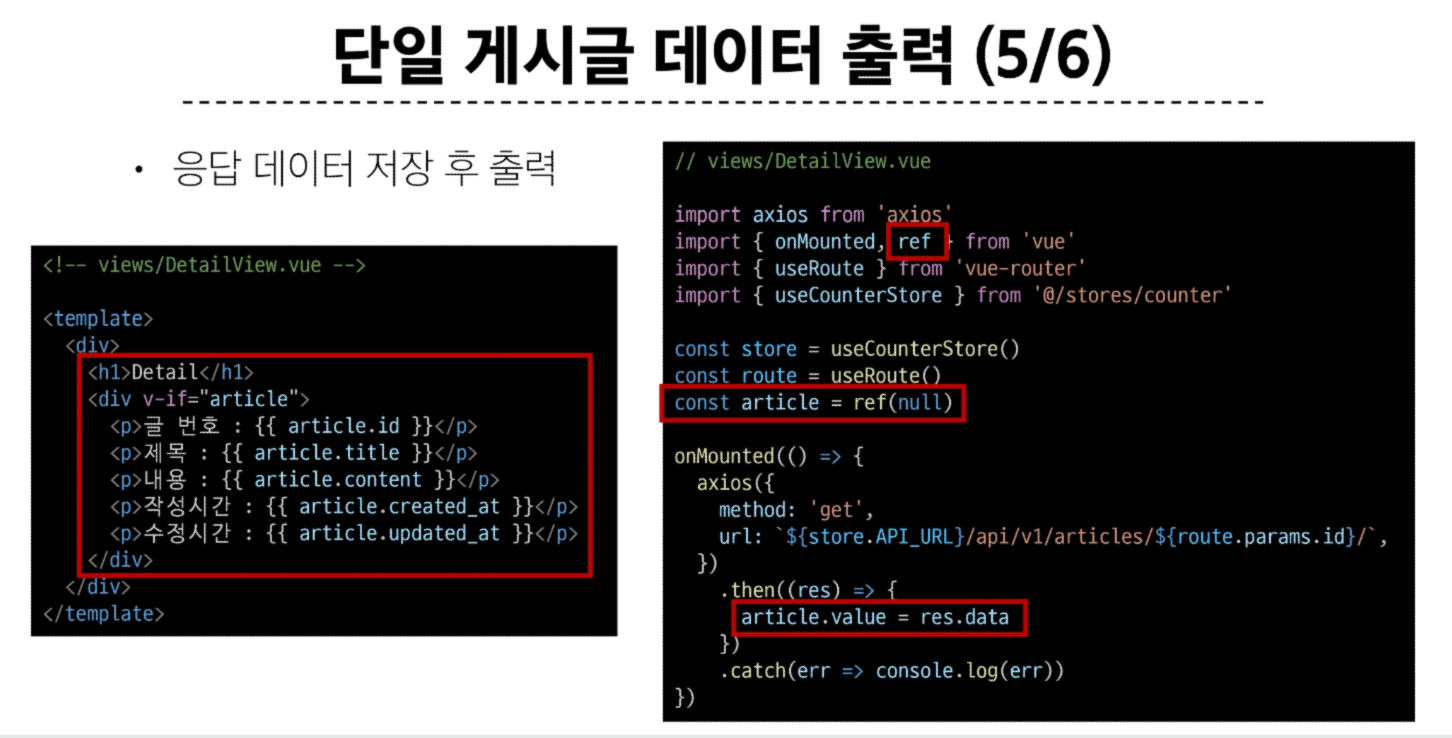 단일 게시글 데이터 출력 (5/6)
• 응답 데이터 저장 후 출력
<!-- views/DetailView.vue -->
<template>
<div>
<h1>Detail</h1>
<div v-if="article">
<p>글 번호 : {{ article.id }}</p>
<p>제목 : {{ article.title }}</p>
<p>내용 : {{ article.content }}</p>
<p>작성시간 : {{ article.created_at }}</p>
<p>수정시간 : {{ article.updated_at }}</p>
</div>
</div>
</template>
// views/DetailView.vue
import axios from 'axios'
import { onMounted, ref } from 'vue'
import { useRoute } from 'vue-router'
import { useCounterStore } from '@/stores/counter'
const store = useCounterStore()
const route = useRoute()
const article = ref(null)
onMounted(() => {
axios({
method: 'get',
url: `${store.API_URL}/api/v1/articles/${route.params.id}/`,
})
.then((res) => {
article.value = res.data
})
.catch(err => console.log(err))
})